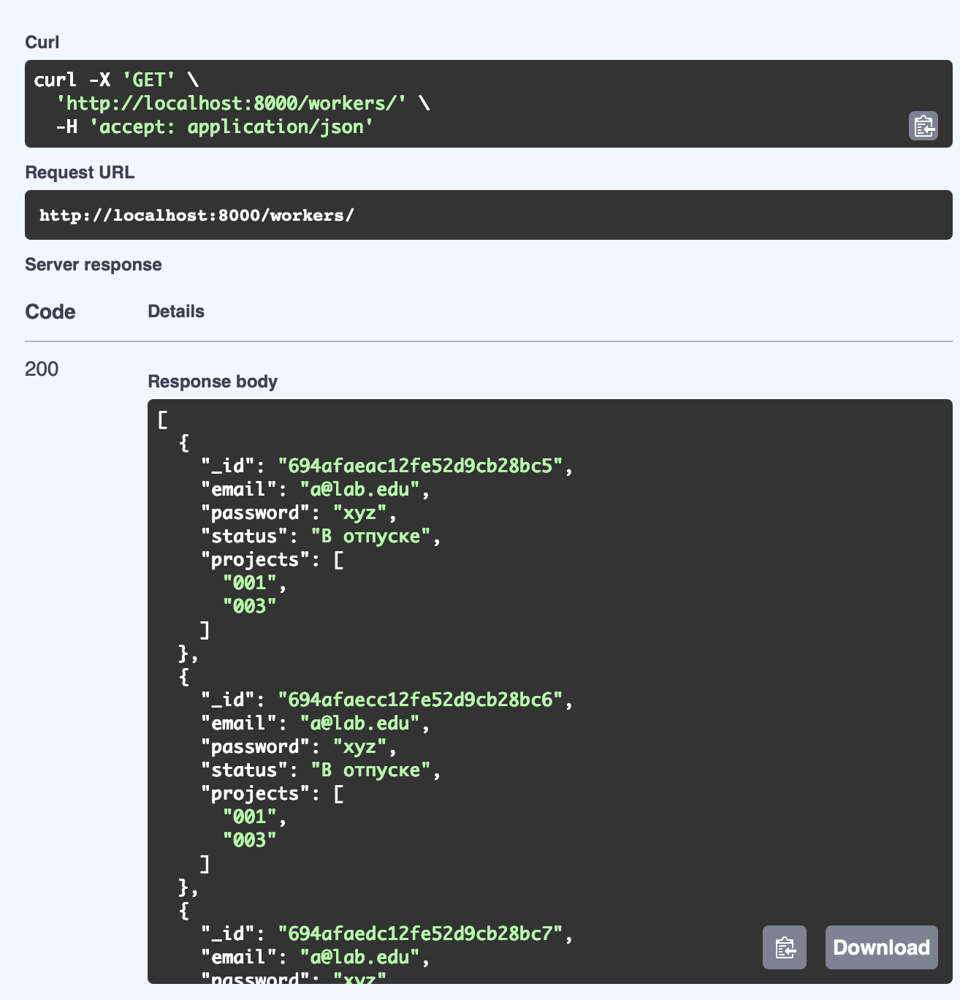 Curl
curl -X 'GET' \
  'http://localhost:8000/workers/' \
  -H 'accept: application/json'
Request URL
http://localhost:8000/workers/
Server response
Code Details
200
Response body
[
  {
    "_id": "694afaeac12fe52d9cb28bc5",
    "email": "a@lab.edu",
    "password": "xyz",
    "status": "В отпуске",
    "projects": [
      "001",
      "003"
    ]
  },
  {
    "_id": "694afaecc12fe52d9cb28bc6",
    "email": "a@lab.edu",
    "password": "xyz",
    "status": "В отпуске",
    "projects": [
      "001",
      "003"
    ]
  },
  {
    "_id": "694afaedc12fe52d9cb28bc7",
    "email": "a@lab.edu",
    "password": "xyz",
Download